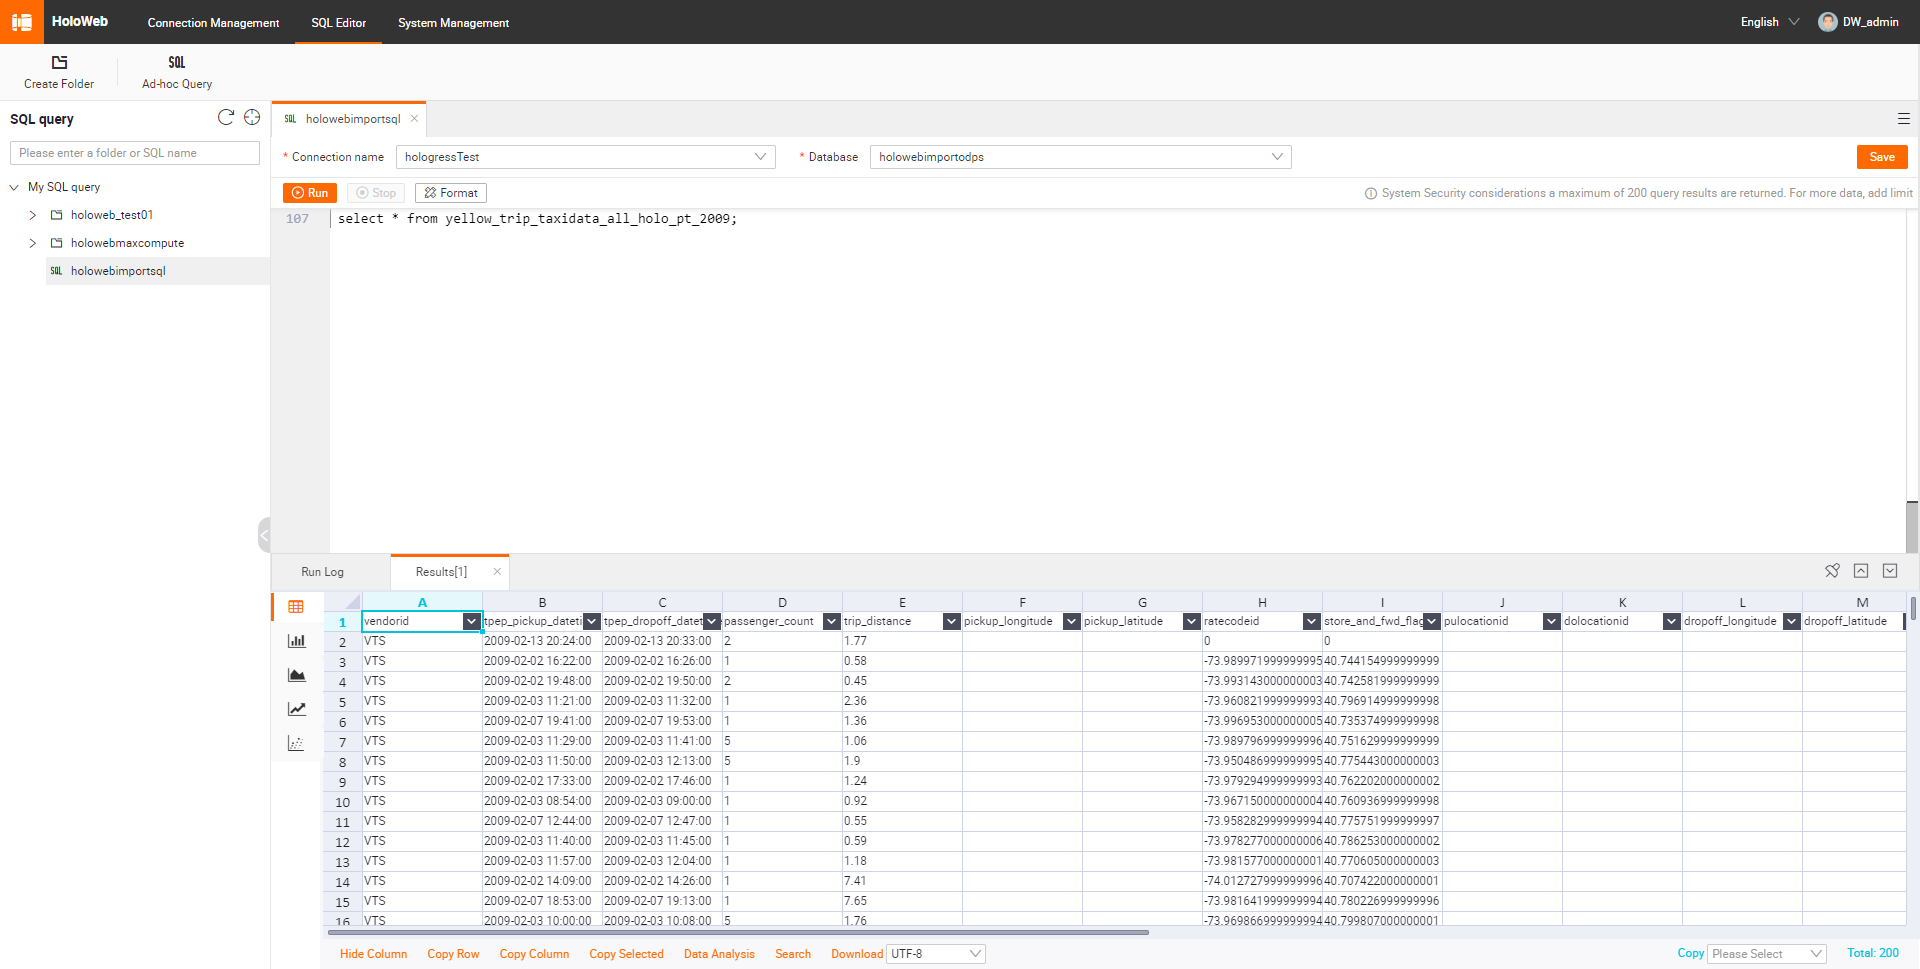 HoloWeb Connection Management SQL Editor System Management English DW_admin
Create Folder
SQL
Ad-hoc Query
SQL query
Please enter a folder or SQL name
My SQL query
holoweb_test01
holowebmaxcompute
SQL holowebimportsql
SQL holowebimportsql
* Connection name hologressTest * Database holowebimportodps Save
Run Stop Format System Security considerations a maximum of 200 query results are returned. For more data, add limit
107 select * from yellow_trip_taxidata_all_holo_pt_2009;
Run Log Results[1]
A B C D E F G H I J K L M
1 vendorid tpep_pickup_dateti tpep_dropoff_datet passenger_count trip_distance pickup_longitude pickup_latitude ratecodeid store_and_fwd_flag pulocationid dolocationid dropoff_longitude dropoff_latitude
2 VTS 2009-02-13 20:24:00 2009-02-13 20:33:00 2 1.77 0 0
3 VTS 2009-02-02 16:22:00 2009-02-02 16:26:00 1 0.58 -73.989971999999995 40.744154999999999
4 VTS 2009-02-02 19:48:00 2009-02-02 19:50:00 2 0.45 -73.993143000000003 40.742581999999999
5 VTS 2009-02-03 11:21:00 2009-02-03 11:32:00 1 2.36 -73.960821999999993 40.796914999999998
6 VTS 2009-02-07 19:41:00 2009-02-07 19:53:00 1 1.36 -73.996953000000005 40.735374999999998
7 VTS 2009-02-03 11:29:00 2009-02-03 11:41:00 5 1.06 -73.989796999999996 40.751629999999999
8 VTS 2009-02-03 11:50:00 2009-02-03 12:13:00 5 1.9 -73.950486999999995 40.775443000000003
9 VTS 2009-02-02 17:33:00 2009-02-02 17:46:00 1 1.24 -73.979294999999993 40.762202000000002
10 VTS 2009-02-03 08:54:00 2009-02-03 09:00:00 1 0.92 -73.967150000000004 40.760936999999998
11 VTS 2009-02-07 12:44:00 2009-02-07 12:47:00 1 0.55 -73.958282999999994 40.775751999999997
12 VTS 2009-02-03 11:40:00 2009-02-03 11:45:00 1 0.59 -73.978277000000006 40.786253000000002
13 VTS 2009-02-03 11:57:00 2009-02-03 12:04:00 1 1.18 -73.981577000000001 40.770605000000003
14 VTS 2009-02-02 14:09:00 2009-02-02 14:26:00 1 7.41 -74.012727999999996 40.707422000000001
15 VTS 2009-02-07 18:53:00 2009-02-07 19:13:00 1 7.65 -73.981641999999994 40.780226999999996
16 VTS 2009-02-03 10:00:00 2009-02-03 10:08:00 5 1.76 -73.969866999999994 40.799807000000001
Hide Column Copy Row Copy Column Copy Selected Data Analysis Search Download UTF-8 Copy Please Select Total: 200